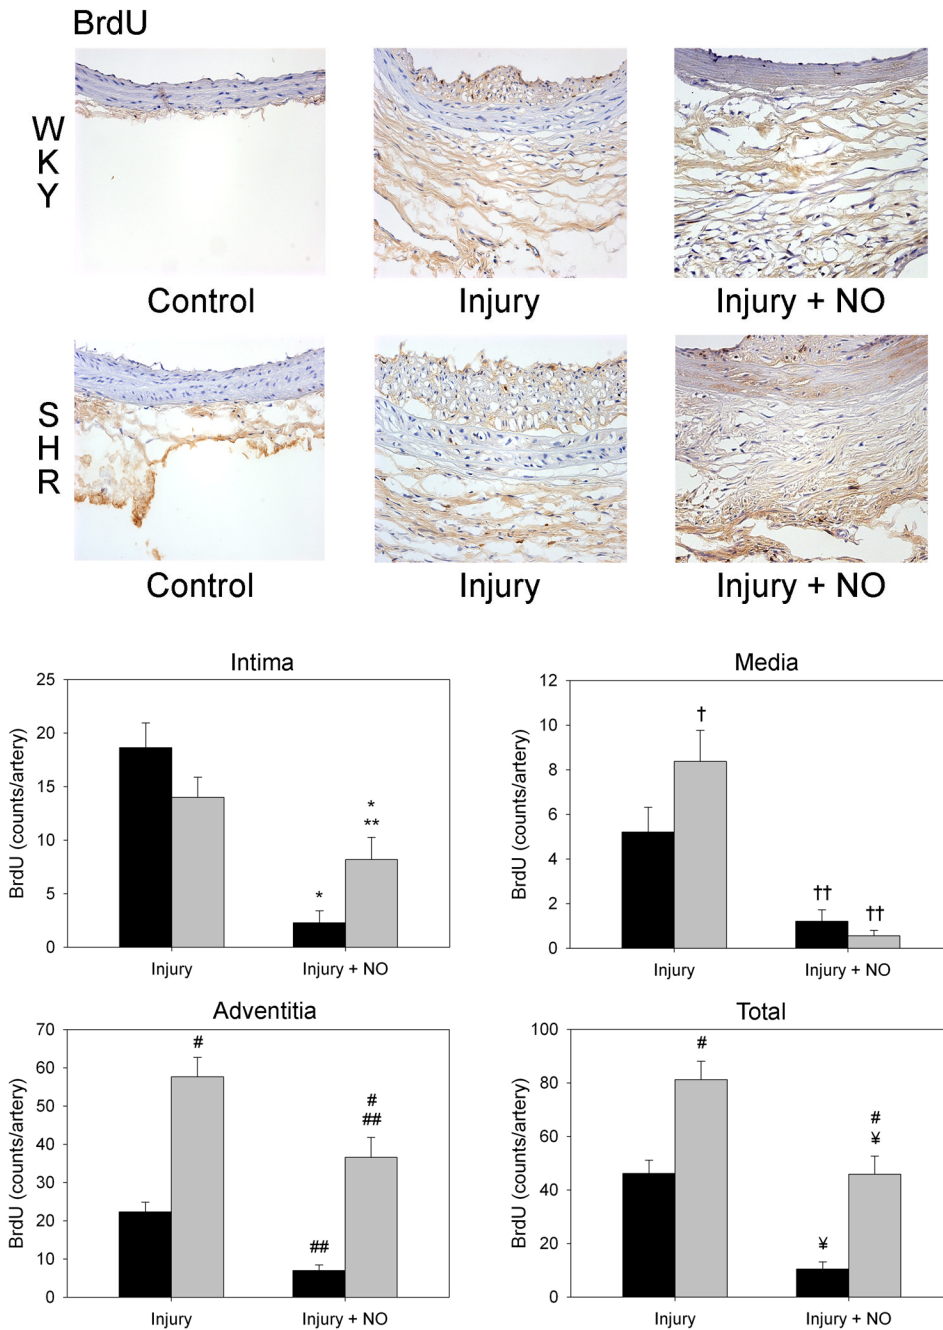 BrdU
W
K
Y
Control Injury Injury + NO
S
H
R
Control Injury Injury + NO
Intima
BrdU (counts/artery)
25
20
15
10
5
0
*
*
**
Injury Injury + NO
Media
BrdU (counts/artery)
12
10
8
6
4
2
0
†
††
††
Injury Injury + NO
Adventitia
BrdU (counts/artery)
70
60
50
40
30
20
10
0
#
##
#
##
Injury Injury + NO
Total
BrdU (counts/artery)
100
80
60
40
20
0
#
¥
#
¥
Injury Injury + NO